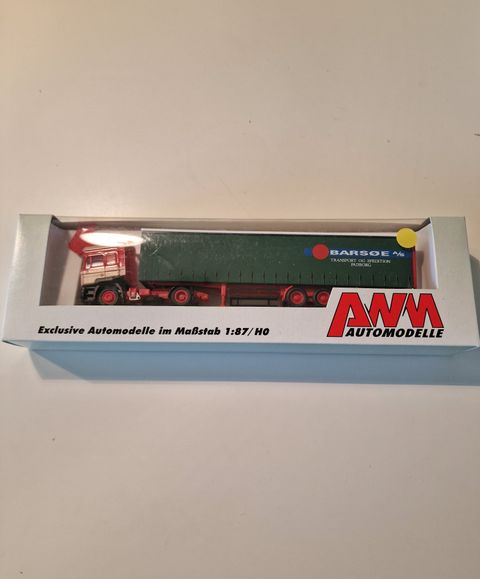 BARSØE A/S
TRANSPORT OG SPEDITION
PADBORG
AWM
AUTOMODELLE
Exclusive Automodelle im Maßstab 1:87/H0